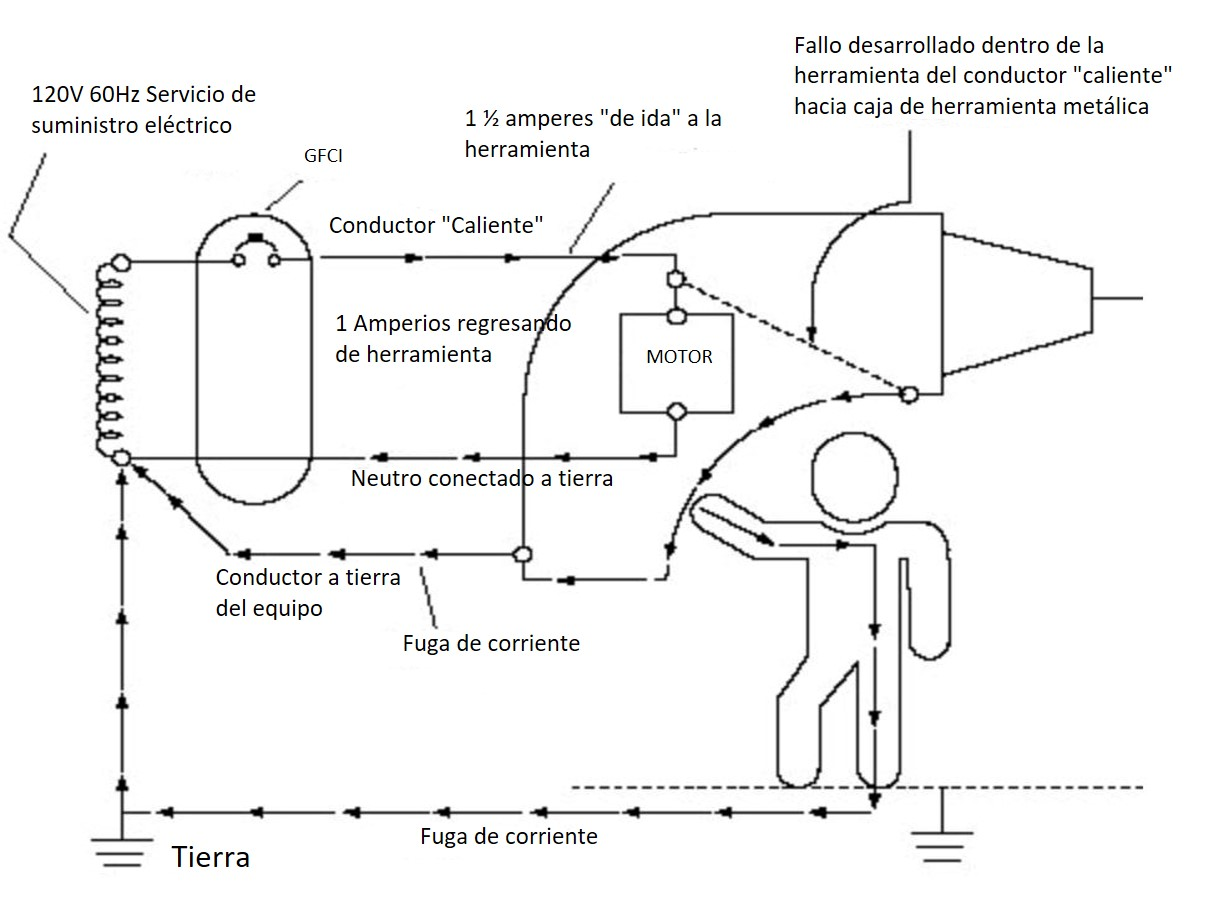 Fallo desarrollado dentro de la
herramienta del conductor "caliente"
hacia caja de herramienta metálica
120V 60Hz Servicio de
suministro eléctrico
1 ½ amperes "de ida" a la
herramienta
GFCI
Conductor "Caliente"
1 Amperios regresando
de herramienta
MOTOR
Neutro conectado a tierra
Conductor a tierra
del equipo
Fuga de corriente
Fuga de corriente
Tierra